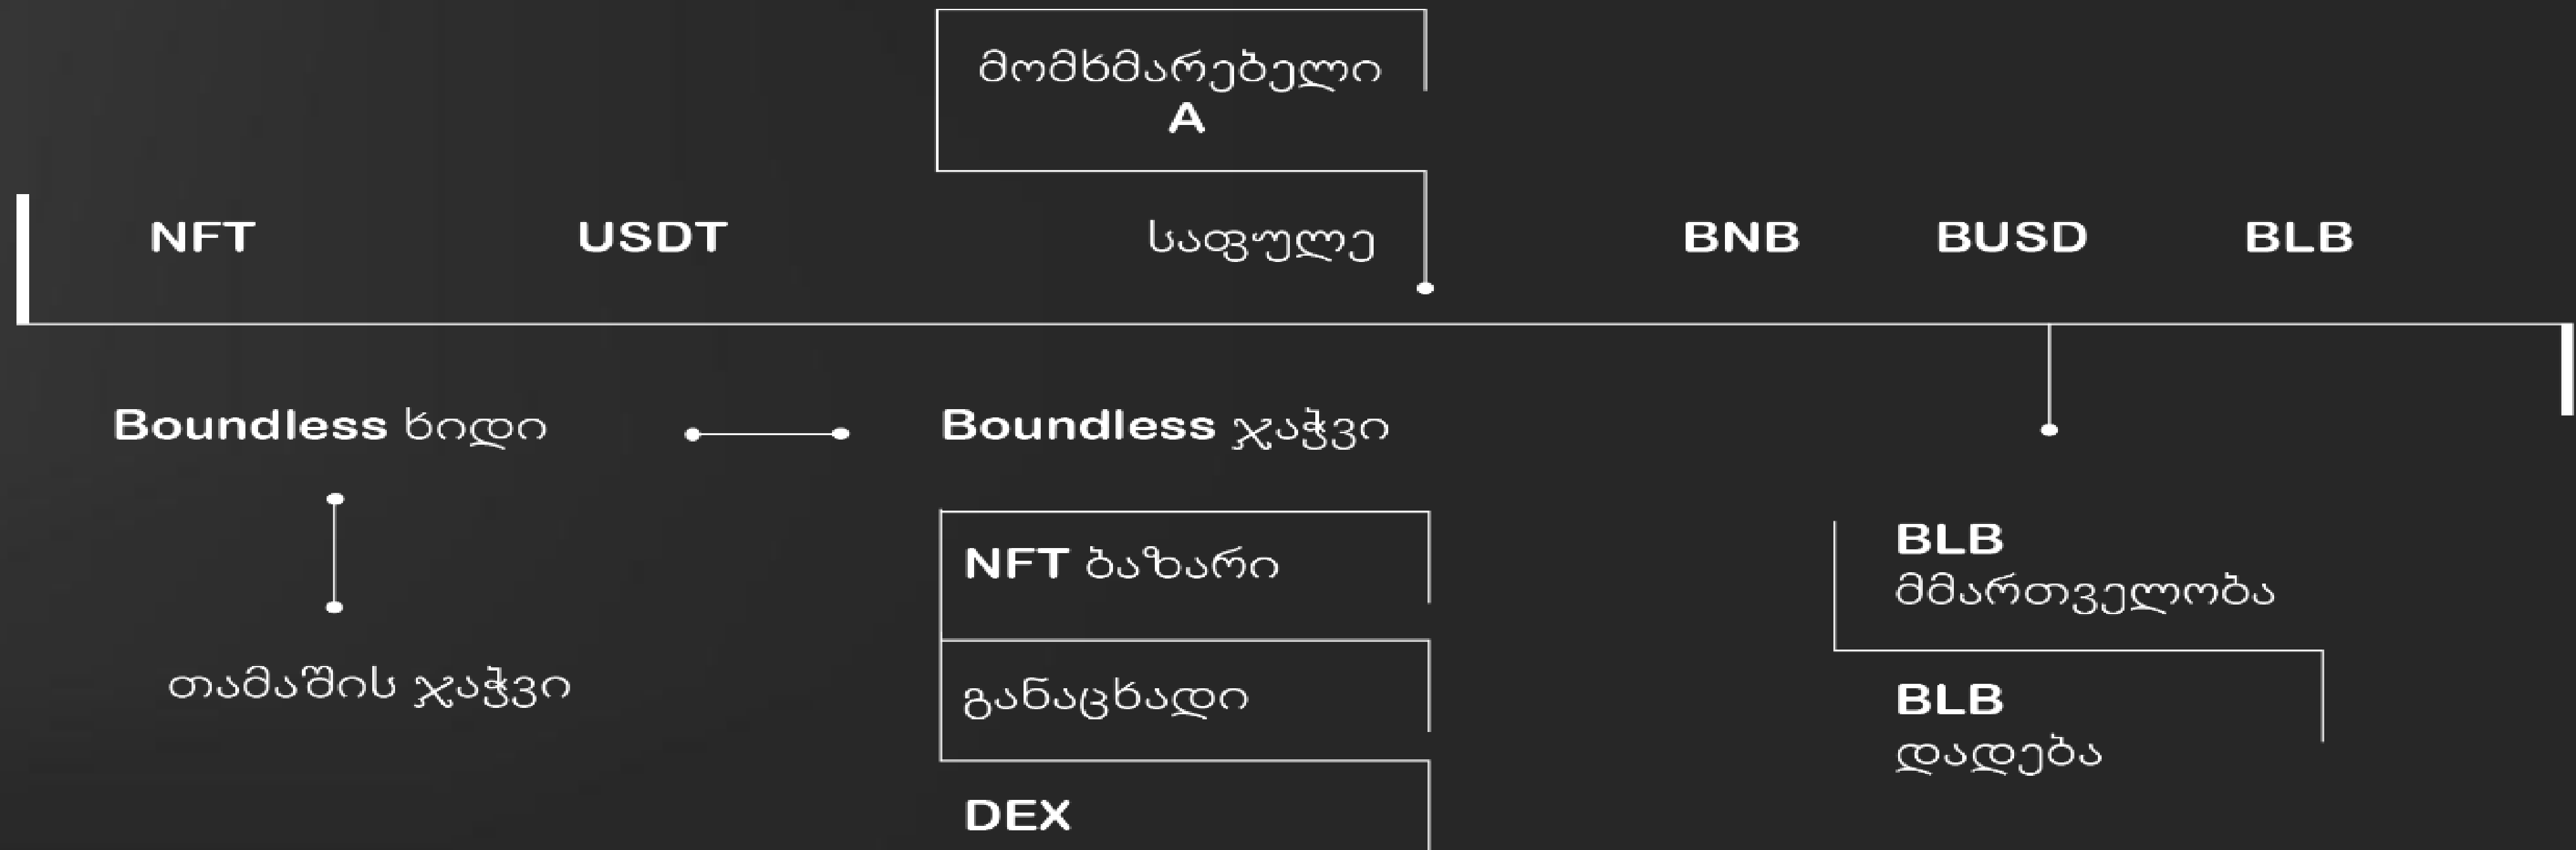 მომხმარებელი
A
NFT USDT საფულე BNB BUSD BLB
Boundless ხიდი Boundless ჯაჭვი
NFT ბაზარი
განაცხადი
DEX
თამაშის ჯაჭვი
BLB
მმართველობა
BLB
დადება